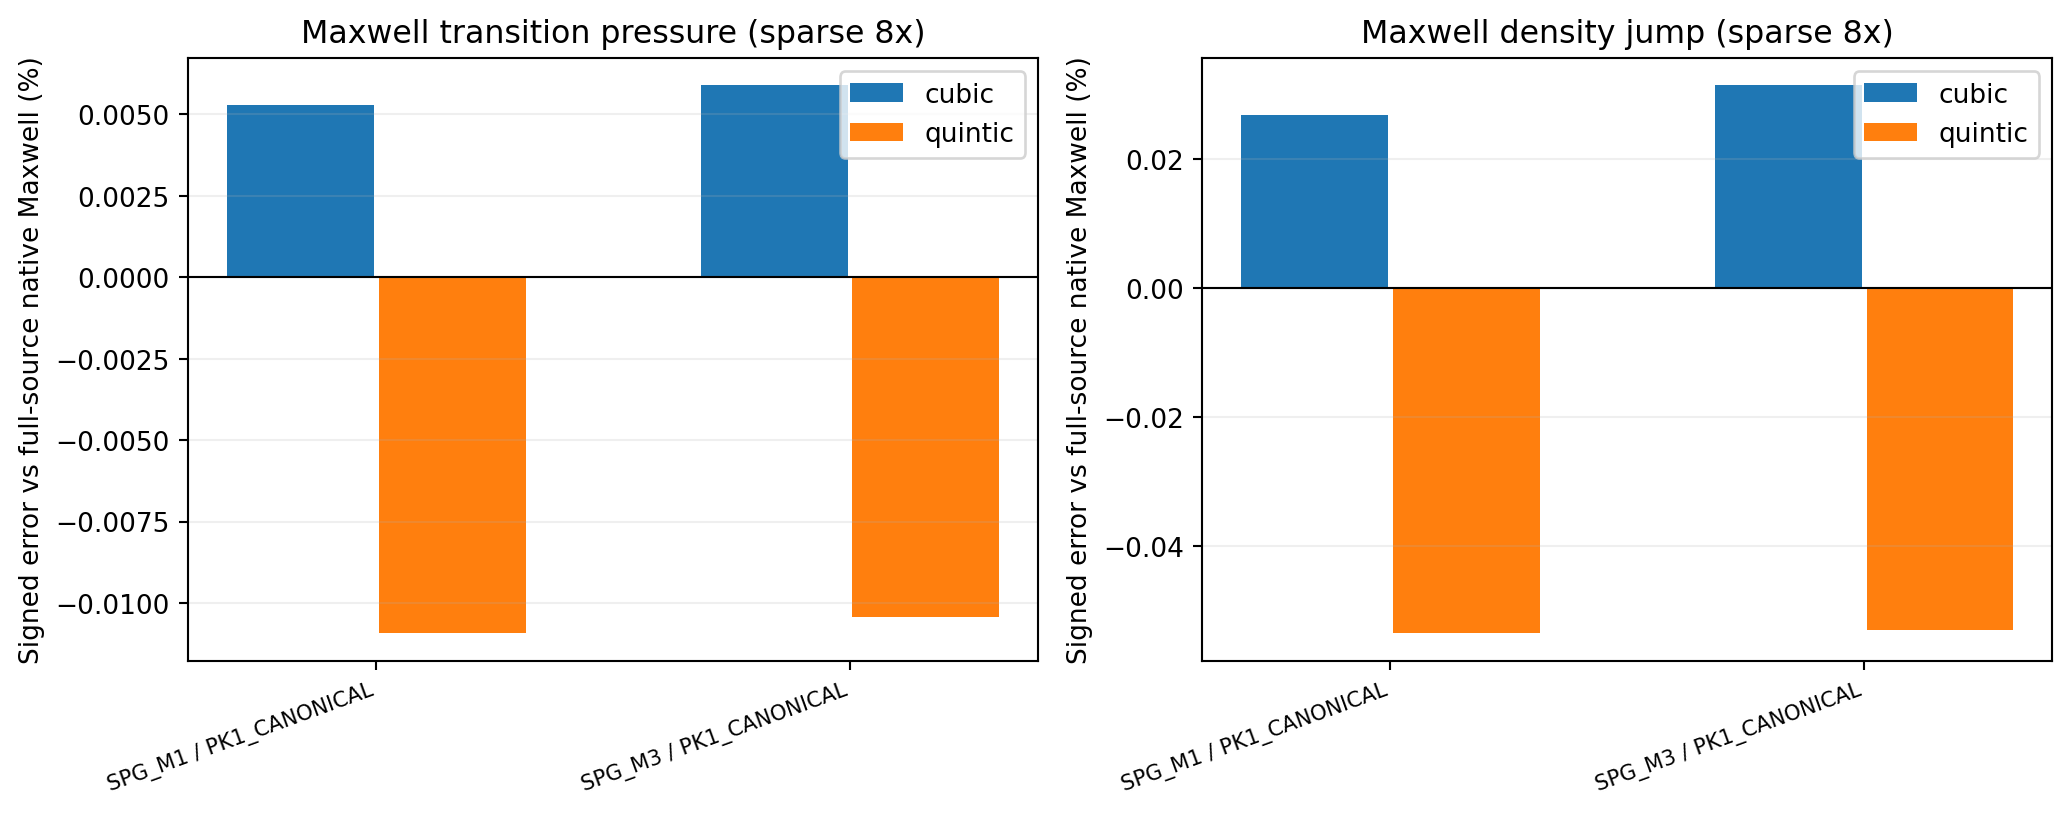 Maxwell transition pressure (sparse 8x)
Signed error vs full-source native Maxwell (%)
0.0050
0.0025
0.0000
−0.0025
−0.0050
−0.0075
−0.0100
cubic
quintic
SPG_M1 / PK1_CANONICAL
SPG_M3 / PK1_CANONICAL
Maxwell density jump (sparse 8x)
Signed error vs full-source native Maxwell (%)
0.02
0.00
−0.02
−0.04
cubic
quintic
SPG_M1 / PK1_CANONICAL
SPG_M3 / PK1_CANONICAL